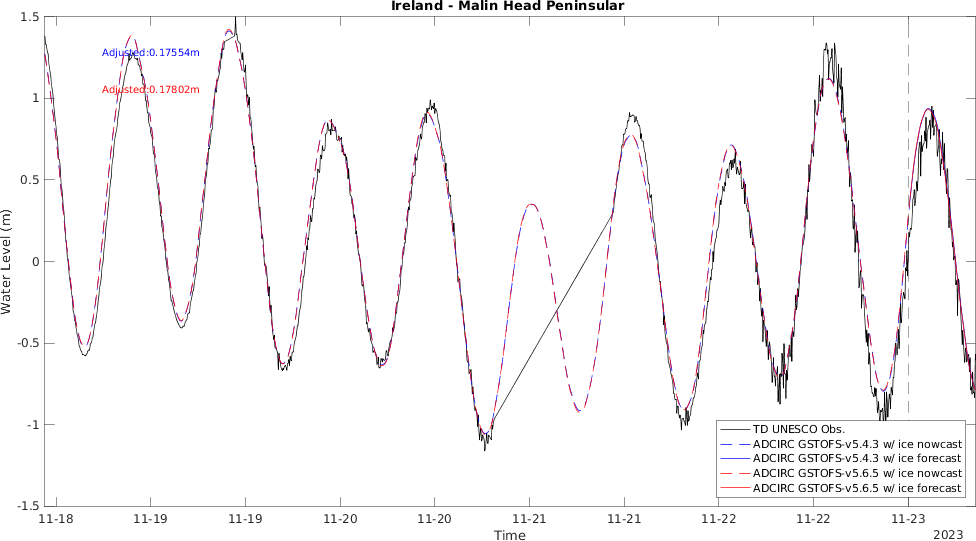 Ireland - Malin Head Peninsular
1.5
Adjusted:0.17554m
Adjusted:0.17802m
1
0.5
0
-0.5
-1
-1.5
Water Level (m)
TD UNESCO Obs.
ADCIRC GSTOFS-v5.4.3 w/ ice nowcast
ADCIRC GSTOFS-v5.4.3 w/ ice forecast
ADCIRC GSTOFS-v5.6.5 w/ ice nowcast
ADCIRC GSTOFS-v5.6.5 w/ ice forecast
11-18 11-19 11-19 11-20 11-20 11-21 11-21 11-22 11-22 11-23
Time
2023